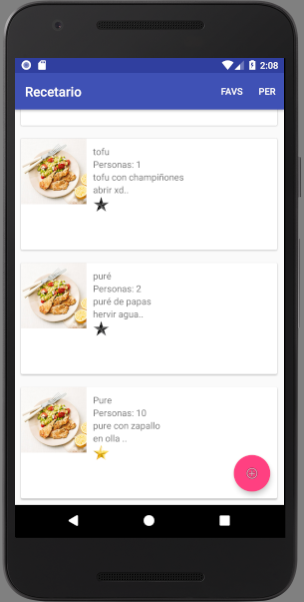 2:08
Recetario FAVS PER
tofu
Personas: 1
tofu con champiñones
abrir xd..
puré
Personas: 2
puré de papas
hervir agua..
Pure
Personas: 10
pure con zapallo
en olla ..